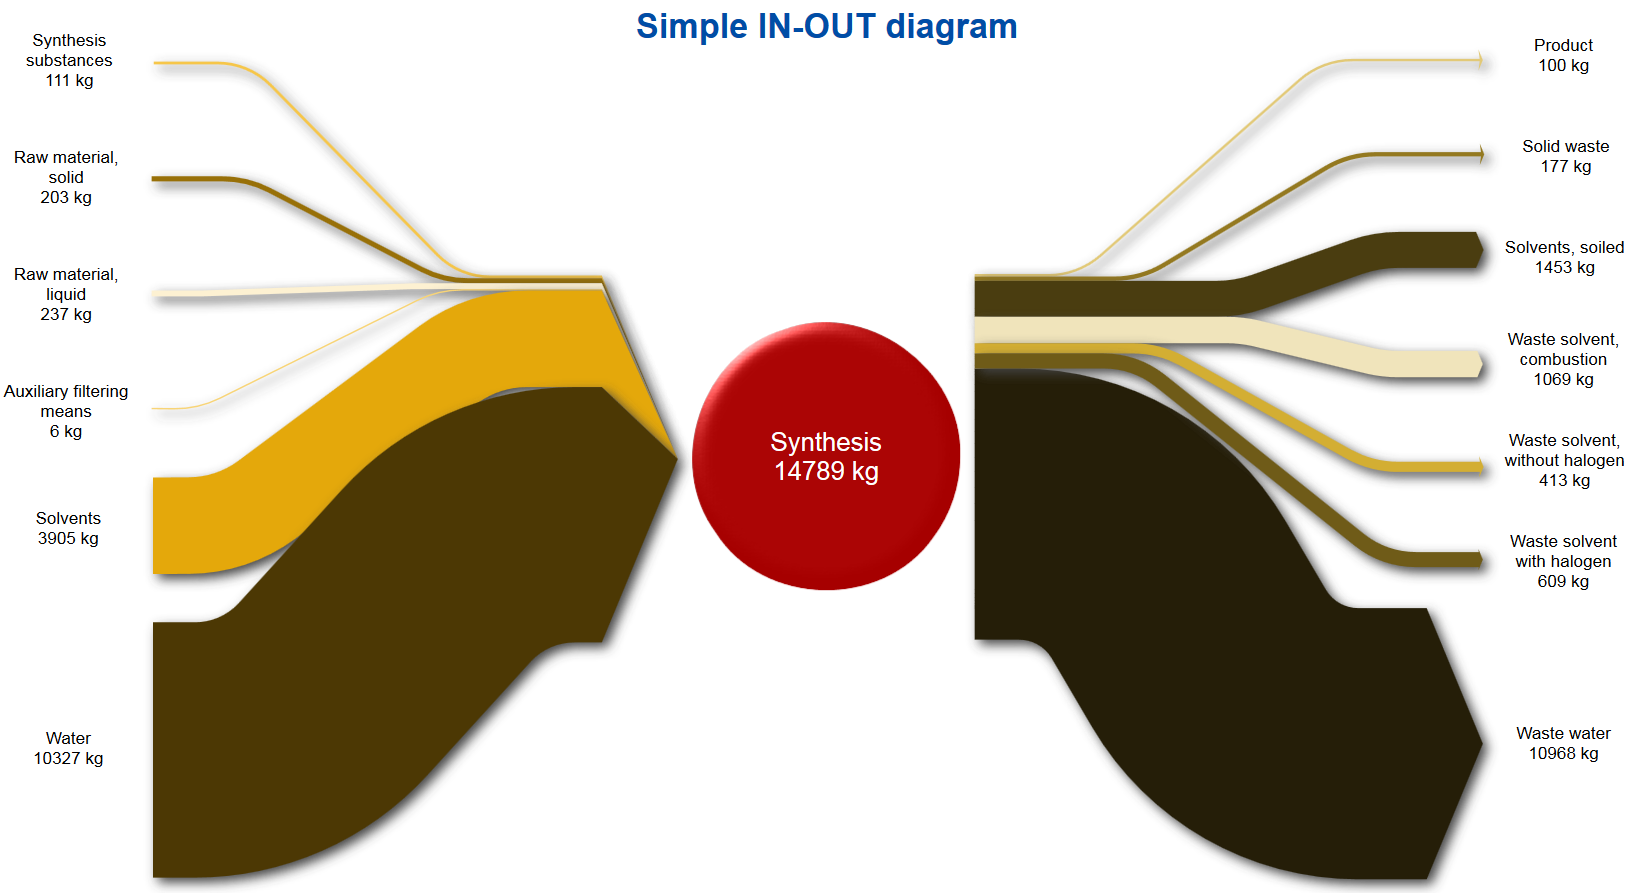 Simple IN-OUT diagram
Synthesis
substances
111 kg
Raw material,
solid
203 kg
Raw material,
liquid
237 kg
Auxiliary filtering
means
6 kg
Solvents
3905 kg
Water
10327 kg
Synthesis
14789 kg
Product
100 kg
Solid waste
177 kg
Solvents, soiled
1453 kg
Waste solvent,
combustion
1069 kg
Waste solvent,
without halogen
413 kg
Waste solvent
with halogen
609 kg
Waste water
10968 kg